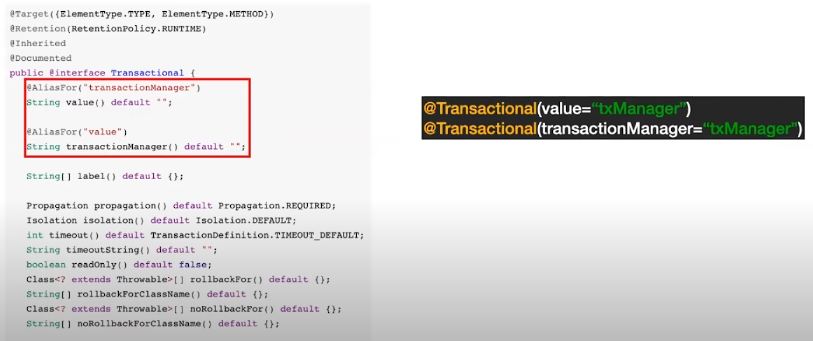 @Target({ElementType.TYPE, ElementType.METHOD})
@Retention(RetentionPolicy.RUNTIME)
@Inherited
@Documented
public @interface Transactional {
@AliasFor("transactionManager")
String value() default "";
@AliasFor("value")
String transactionManager() default "";
String[] label() default {};
Propagation propagation() default Propagation.REQUIRED;
Isolation isolation() default Isolation.DEFAULT;
int timeout() default TransactionDefinition.TIMEOUT_DEFAULT;
String timeoutString() default "";
boolean readOnly() default false;
Class<? extends Throwable>[] rollbackFor() default {};
String[] rollbackForClassName() default {};
Class<? extends Throwable>[] noRollbackFor() default {};
String[] noRollbackForClassName() default {};
@Transactional(value=“txManager”)
@Transactional(transactionManager=“txManager”)